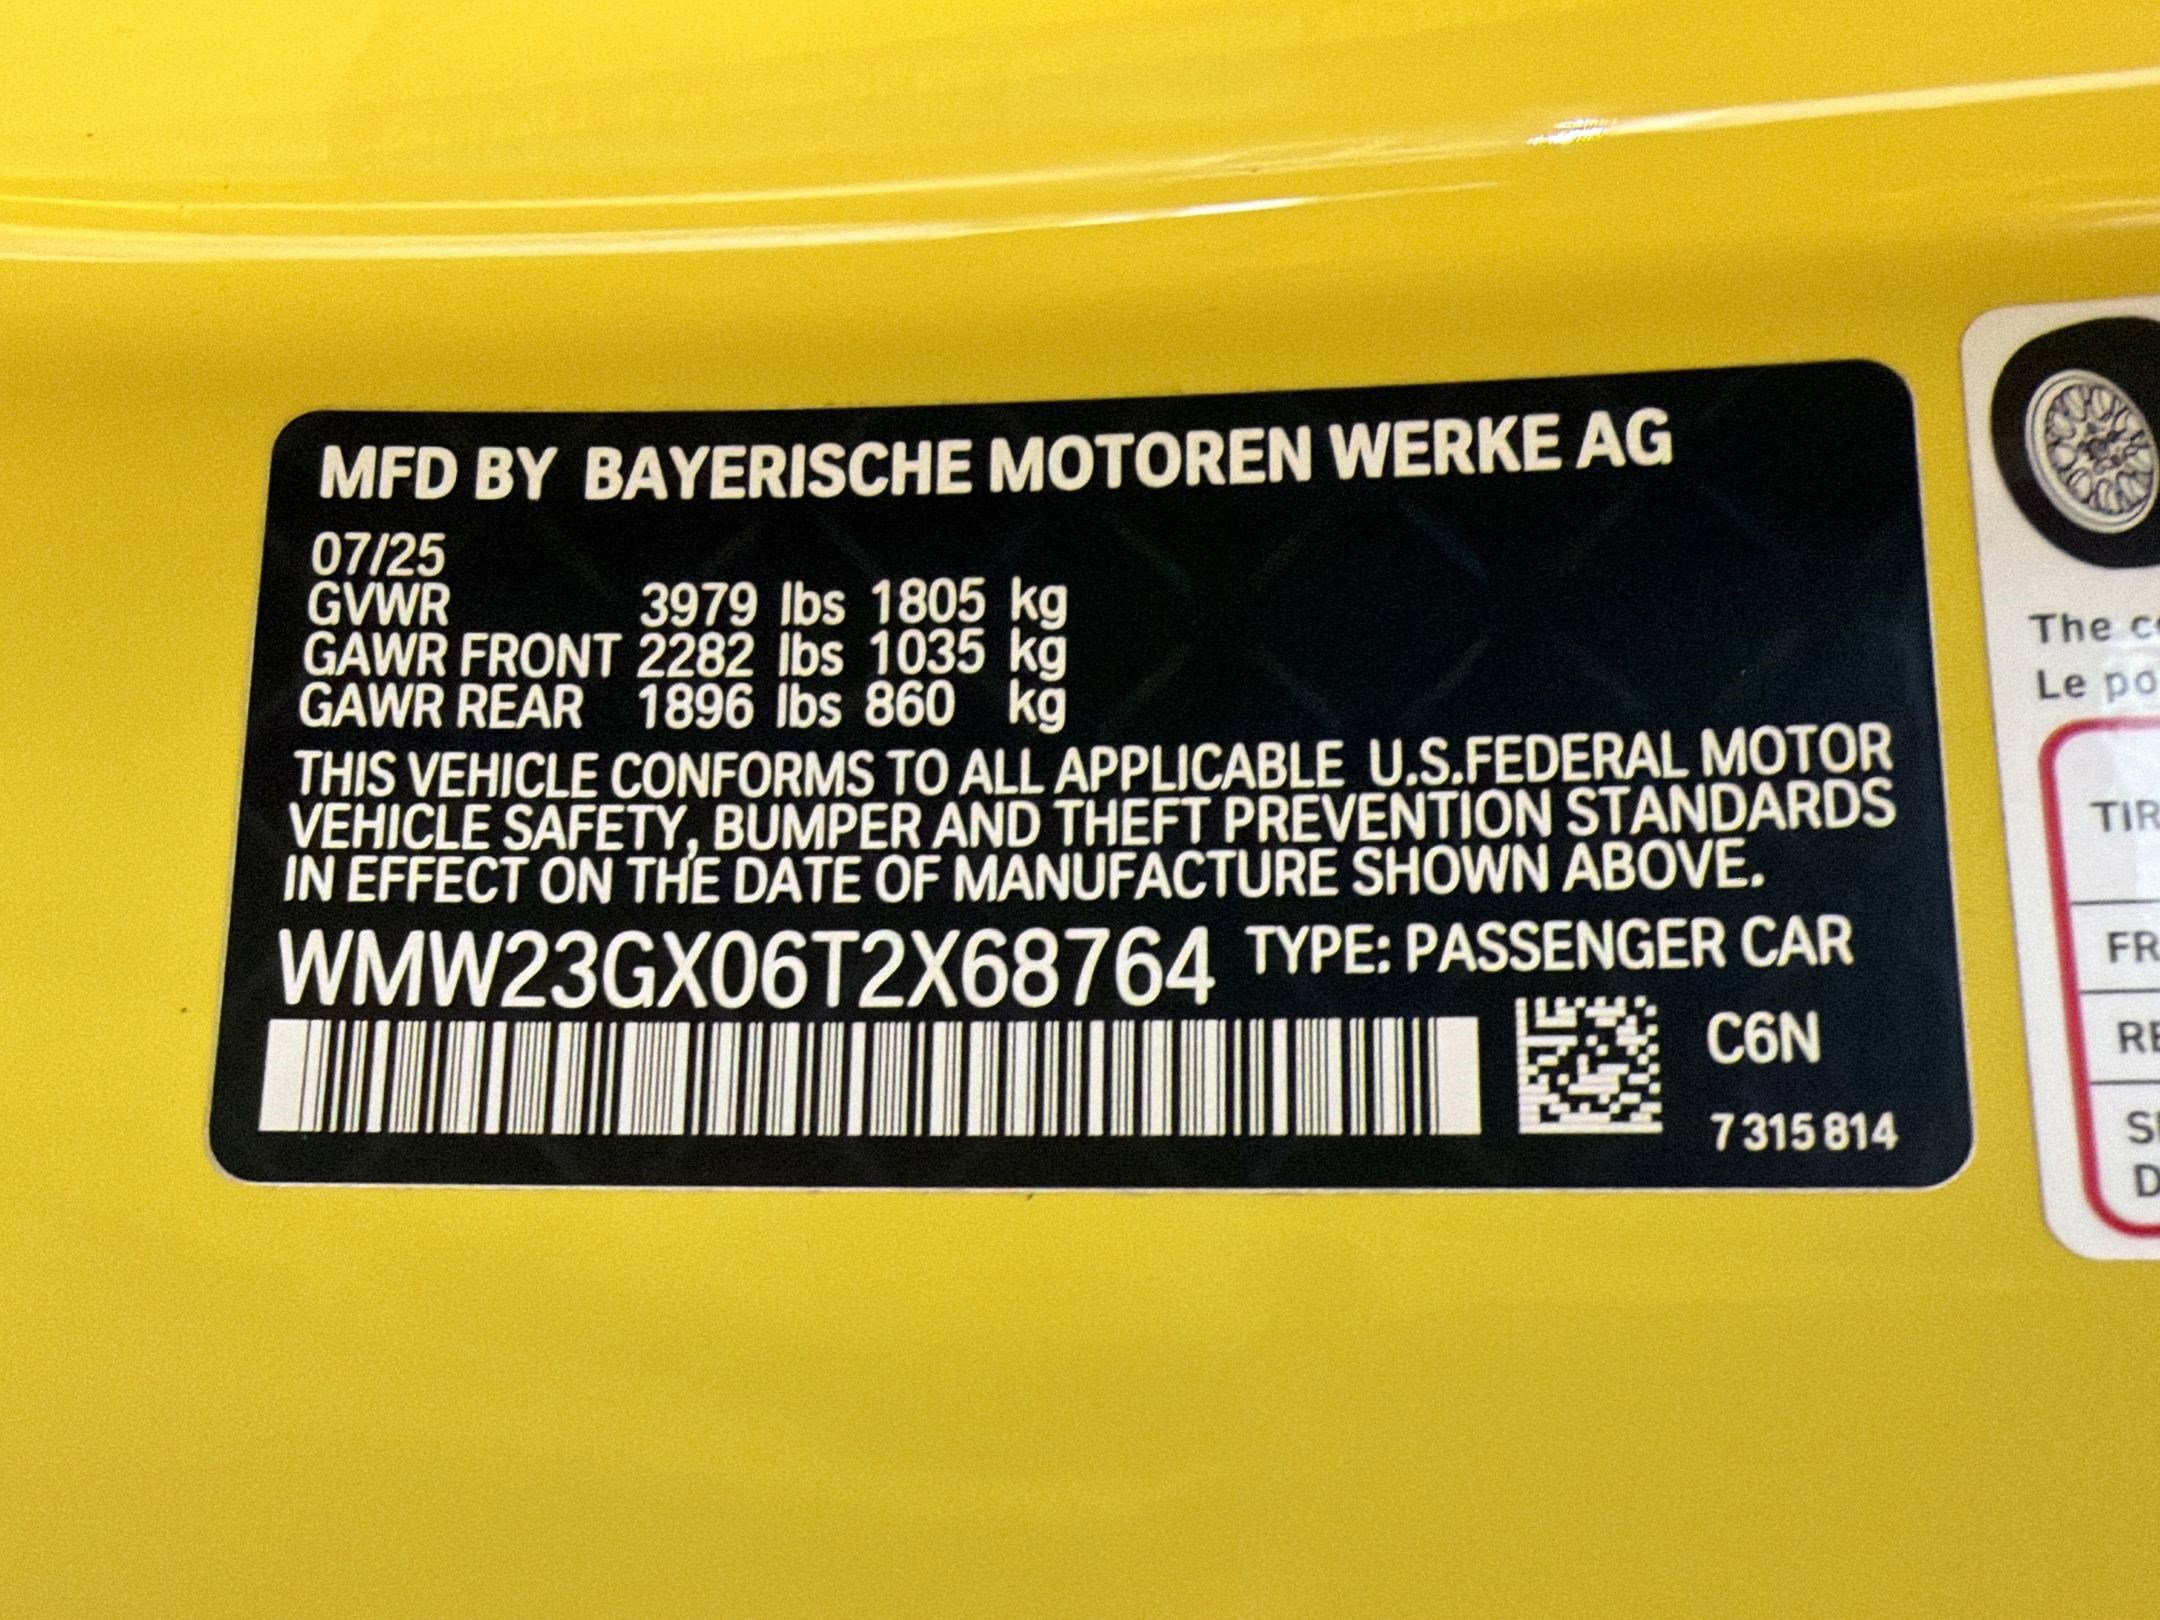 MFD BY BAYERISCHE MOTOREN WERKE AG
07/25
GVWR 3979 lbs 1805 kg
GAWR FRONT 2282 lbs 1035 kg
GAWR REAR 1896 lbs 860 kg
THIS VEHICLE CONFORMS TO ALL APPLICABLE U.S.FEDERAL MOTOR
VEHICLE SAFETY, BUMPER AND THEFT PREVENTION STANDARDS
IN EFFECT ON THE DATE OF MANUFACTURE SHOWN ABOVE.
WMW23GX06T2X68764 TYPE: PASSENGER CAR
C6N
7 315 814
The
Le